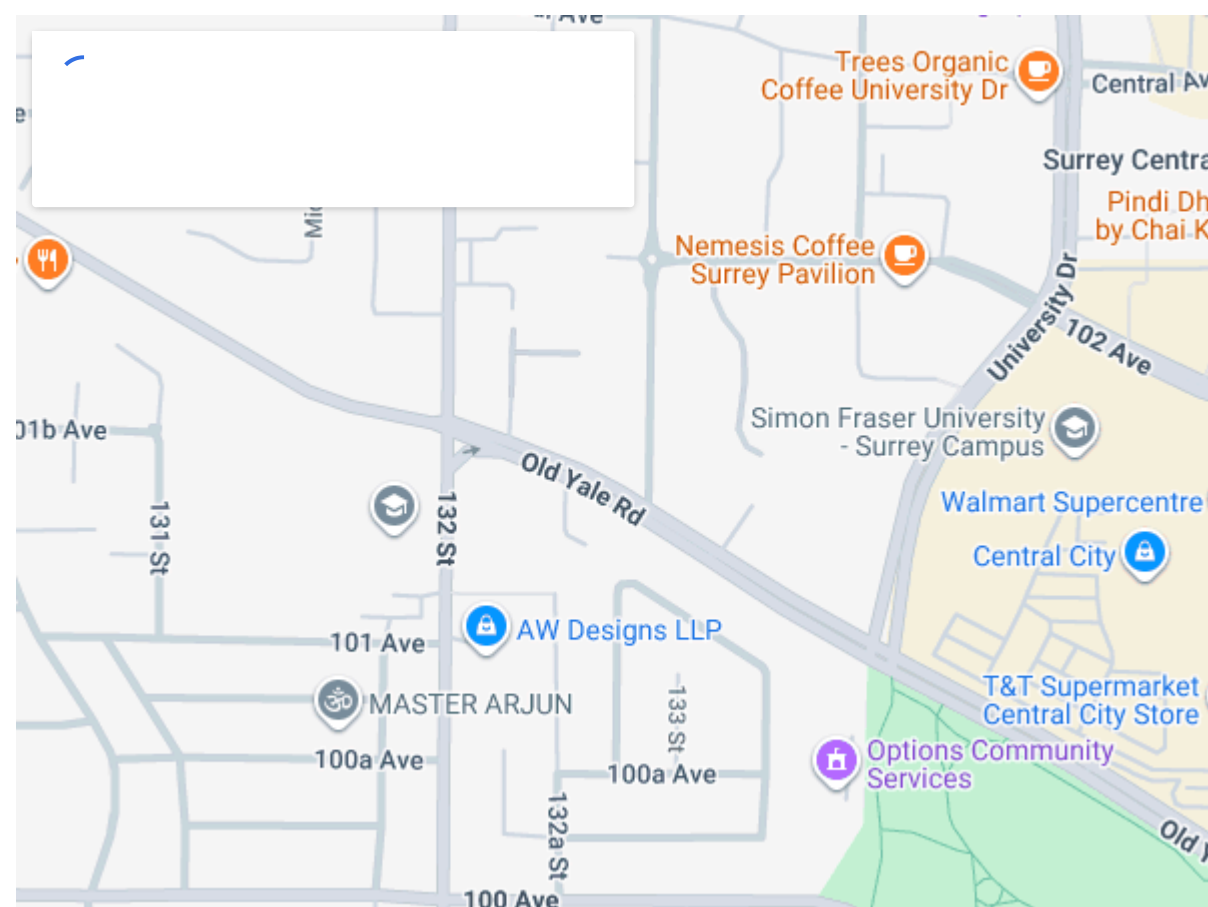 Ave
Trees Organic
Coffee University Dr
Central Av
Surrey Centra
Pindi Dh
by Chai K
Nemesis Coffee
Surrey Pavilion
University Dr
102 Ave
Simon Fraser University
- Surrey Campus
01b Ave
Old Yale Rd
131 St
132 St
Walmart Supercentre
Central City
AW Designs LLP
101 Ave
MASTER ARJUN
133 St
T&T Supermarket
Central City Store
100a Ave
100a Ave
Options Community
Services
132a St
Old Y
100 Ave